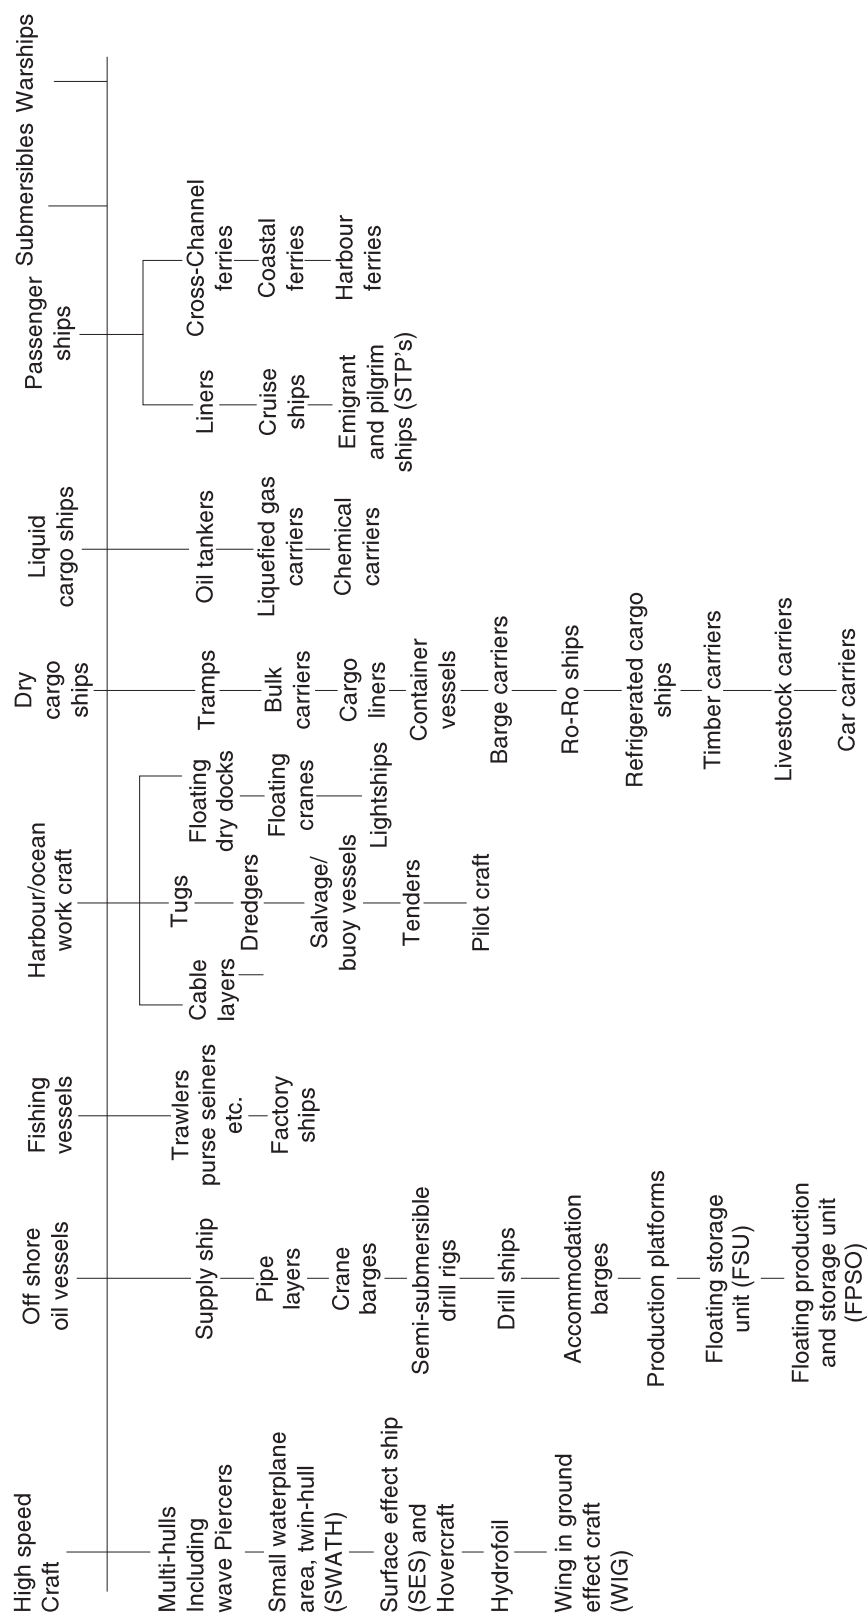 High speed
Craft
Multi-hulls
Including
wave Piercers
Small waterplane
area, twin-hull
(SWATH)
Surface effect ship
(SES) and
Hovercraft
Hydrofoil
Wing in ground
effect craft
(WIG)
Off shore
oil vessels
Supply ship
Pipe
layers
Crane
barges
Semi-submersible
drill rigs
Drill ships
Accommodation
barges
Production platforms
Floating storage
unit (FSU)
Floating production
and storage unit
(FPSO)
Fishing
vessels
Trawlers
purse seiners
etc.
Factory
ships
Harbour/ocean
work craft
Cable
layers
Tugs
Dredgers
Salvage/
buoy vessels
Tenders
Pilot craft
Floating
dry docks
Floating
cranes
Lightships
Dry
cargo
ships
Tramps
Bulk
carriers
Cargo
liners
Container
vessels
Barge carriers
Ro-Ro ships
Refrigerated cargo
ships
Timber carriers
Livestock carriers
Car carriers
Liquid
cargo ships
Oil tankers
Liquefied gas
carriers
Chemical
carriers
Passenger
ships
Liners
Cruise
ships
Emigrant
and pilgrim
ships (STP's)
Cross-Channel
ferries
Coastal
ferries
Harbour
ferries
Submersibles
Warships